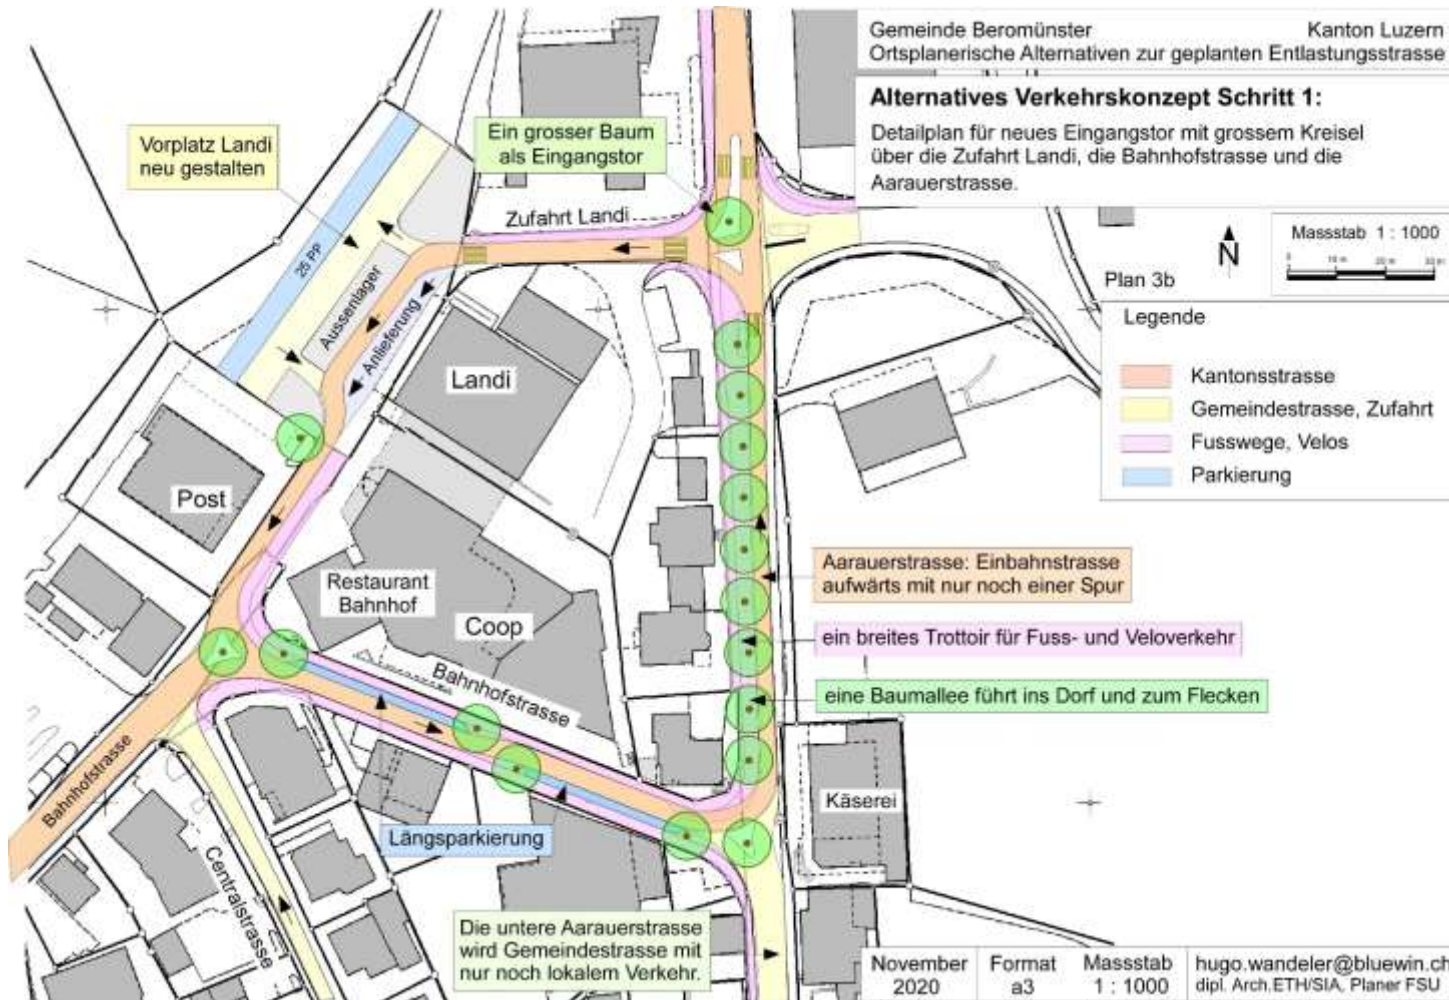 Gemeinde Beromünster Kanton Luzern
Ortsplanerische Alternativen zur geplanten Entlastungsstrasse
Alternatives Verkehrskonzept Schritt 1:
Detailplan für neues Eingangstor mit grossem Kreisel
über die Zufahrt Landi, die Bahnhofstrasse und die
Aarauerstrasse.
Vorplatz Landi
neu gestalten
Ein grosser Baum
als Eingangstor
Zufahrt Landi
N
Massstab 1 : 1000
0 10 m 20 m 30 m
Plan 3b
25 PP
Aussenlager
Anlieferung
Landi
Legende
Kantonsstrasse
Gemeindestrasse, Zufahrt
Fusswege, Velos
Parkierung
Post
Restaurant
Bahnhof
Coop
Bahnhofstrasse
Aarauerstrasse: Einbahnstrasse
aufwärts mit nur noch einer Spur
ein breites Trottoir für Fuss- und Veloverkehr
eine Baumallee führt ins Dorf und zum Flecken
Bahnhofstrasse
Längsparkierung
Käserei
Centralstrasse
Die untere Aarauerstrasse
wird Gemeindestrasse mit
nur noch lokalem Verkehr.
November
2020
Format
a3
Massstab
1 : 1000
hugo.wandeler@bluewin.ch
dipl. Arch.ETH/SIA, Planer FSU